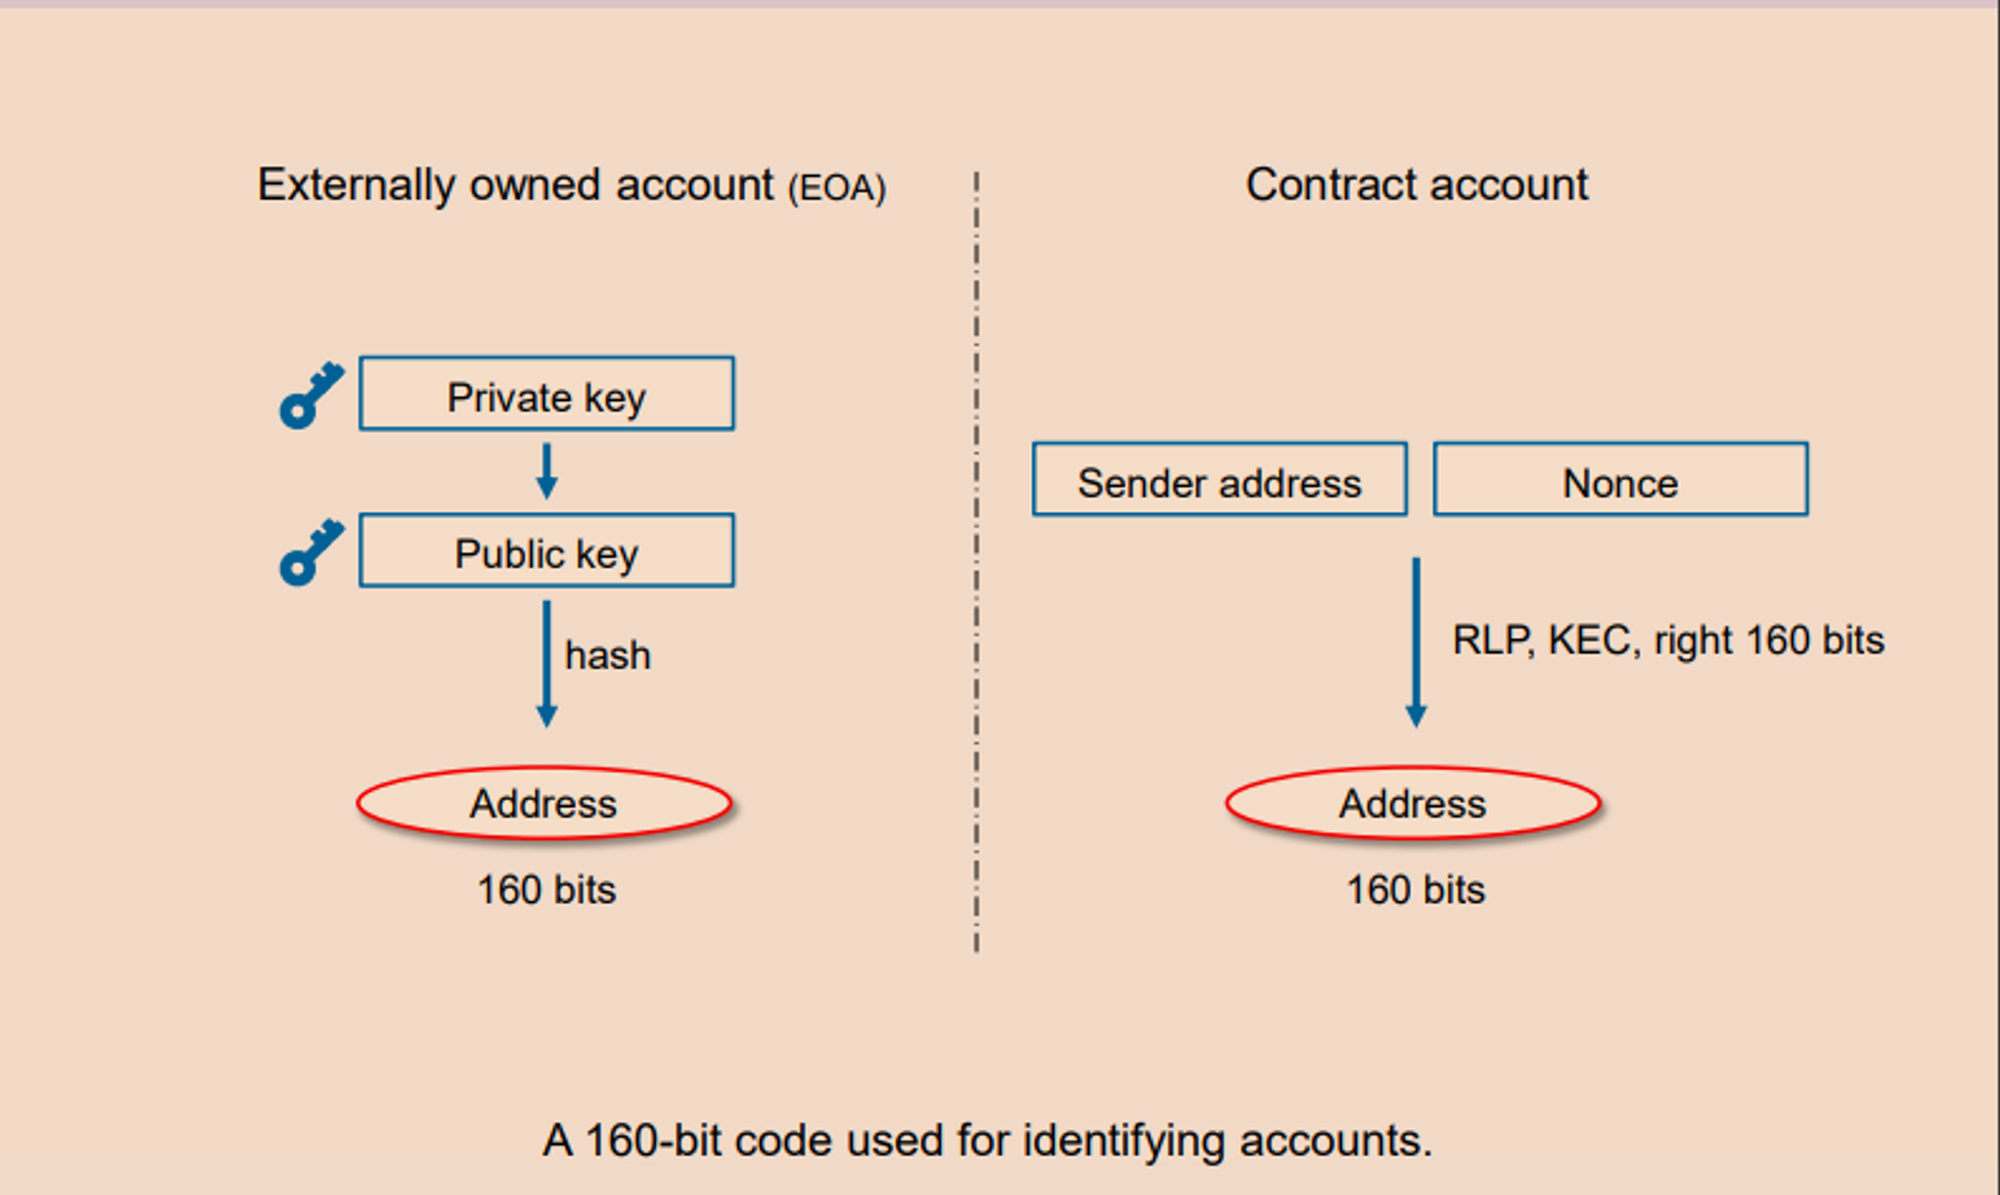 Externally owned account (EOA)
Private key
Public key
hash
Address
160 bits
Contract account
Sender address
Nonce
RLP, KEC, right 160 bits
Address
160 bits
A 160-bit code used for identifying accounts.